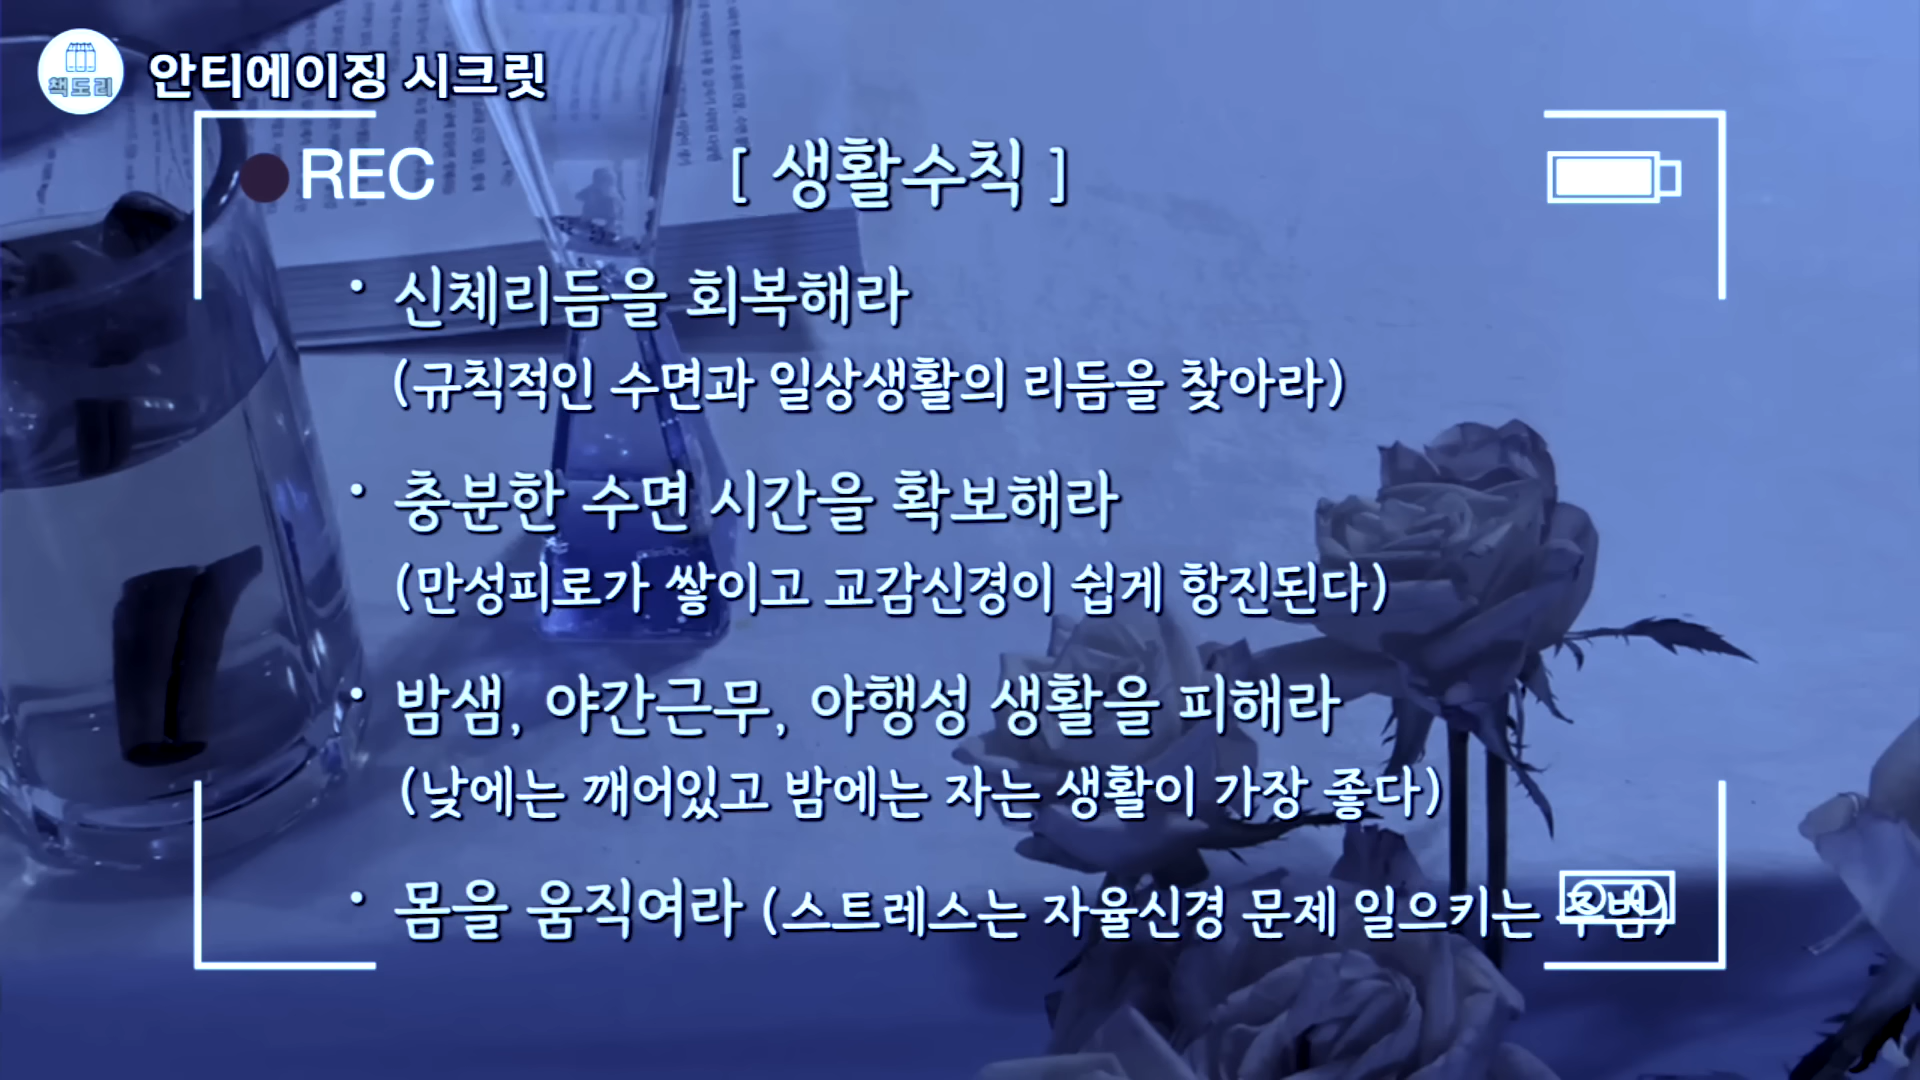 책도리
안티에이징 시크릿
REC
[ 생활수칙 ]
· 신체리듬을 회복해라
(규칙적인 수면과 일상생활의 리듬을 찾아라)
· 충분한 수면 시간을 확보해라
(만성피로가 쌓이고 교감신경이 쉽게 항진된다)
· 밤샘, 야간근무, 야행성 생활을 피해라
(낮에는 깨어있고 밤에는 자는 생활이 가장 좋다)
· 몸을 움직여라 (스트레스는 자율신경 문제 일으키는 주범)